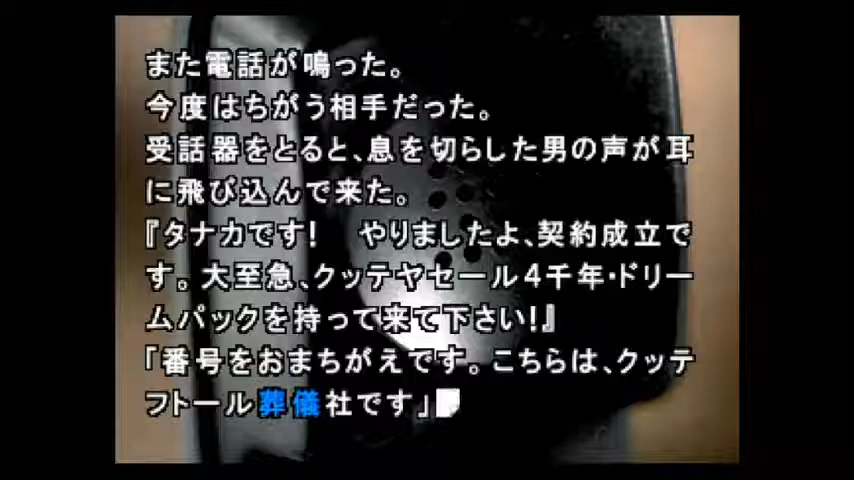 また電話が鳴った。
今度はちがう相手だった。
受話器をとると、息を切らした男の声が耳
に飛び込んで来た。
『タナカです!　やりましたよ、契約成立で
す。大至急、クッテヤセール4千年・ドリー
ムパックを持って来て下さい!』
「番号をおまちがえです。こちらは、クッテ
フトール葬儀社です」